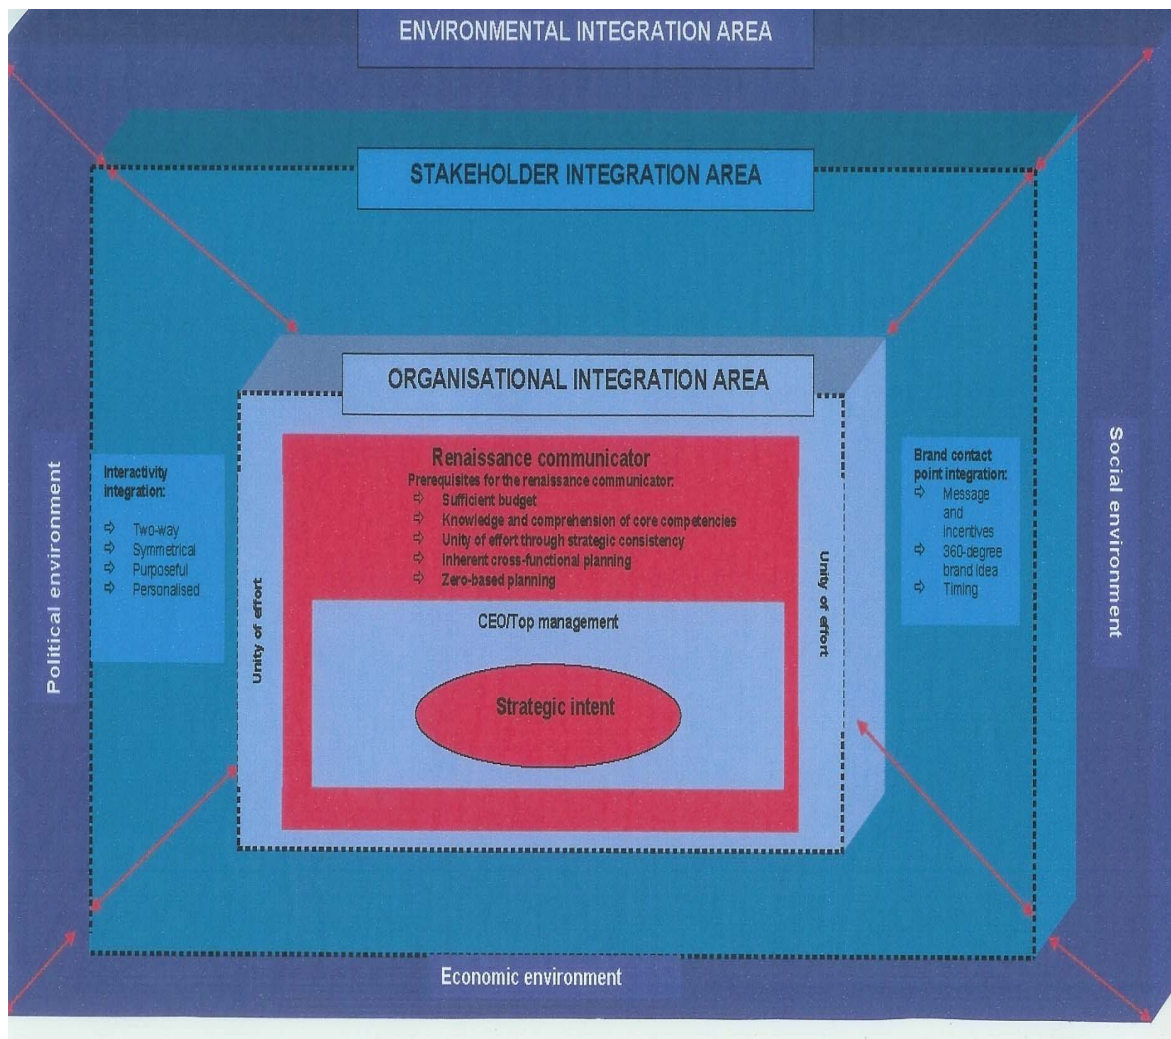 ENVIRONMENTAL INTEGRATION AREA
STAKEHOLDER INTEGRATION AREA
ORGANISATIONAL INTEGRATION AREA
Political environment
Interactivity
integration:
⇨ Two-way
⇨ Symmetrical
⇨ Purposeful
⇨ Personalised
Unity of effort
Renaissance communicator
Prerequisites for the renaissance communicator:
⇨ Sufficient budget
⇨ Knowledge and comprehension of core competencies
⇨ Unity of effort through strategic consistency
⇨ Inherent cross-functional planning
⇨ Zero-based planning
CEO/Top management
Strategic intent
Unity of effort
Brand contact
point integration:
⇨ Message
and
incentives
⇨ 360-degree
brand idea
⇨ Timing
Social environment
Economic environment